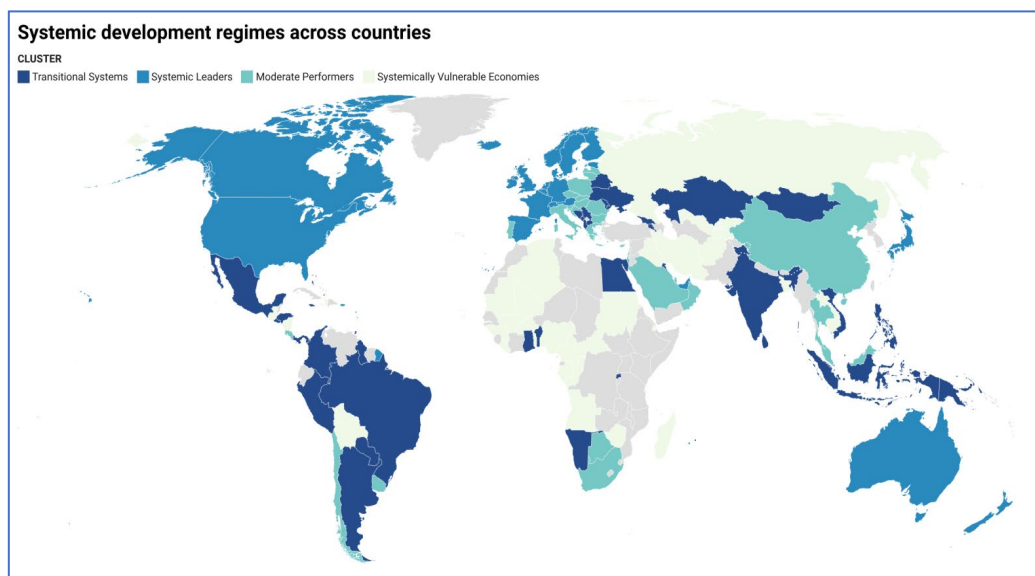 Systemic development regimes across countries
CLUSTER
Transitional Systems Systemic Leaders Moderate Performers Systemically Vulnerable Economies